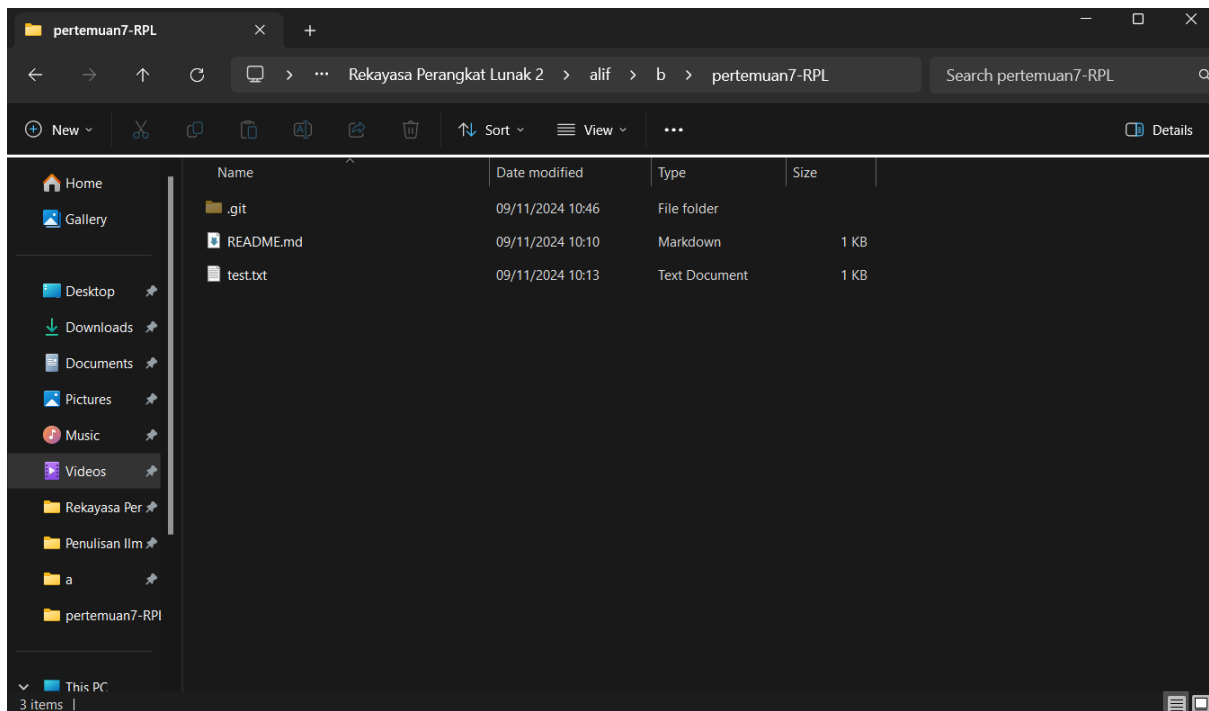 pertemuan7-RPL
Rekayasa Perangkat Lunak 2 > alif > b > pertemuan7-RPL
Search pertemuan7-RPL
New
Sort
View
Details
Name Date modified Type Size
.git 09/11/2024 10:46 File folder
README.md 09/11/2024 10:10 Markdown 1 KB
test.txt 09/11/2024 10:13 Text Document 1 KB
Home
Gallery
Desktop
Downloads
Documents
Pictures
Music
Videos
Rekayasa Per
Penulisan Ilm
a
pertemuan7-RPl
This PC
3 items